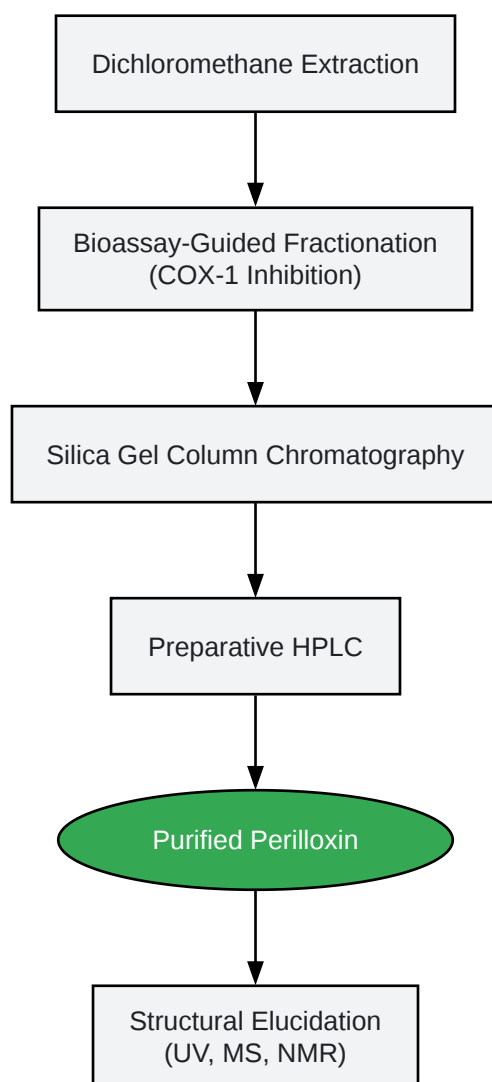 Dichloromethane Extraction
Bioassay-Guided Fractionation
(COX-1 Inhibition)
Silica Gel Column Chromatography
Preparative HPLC
Purified Perilloxin
Structural Elucidation
(UV, MS, NMR)